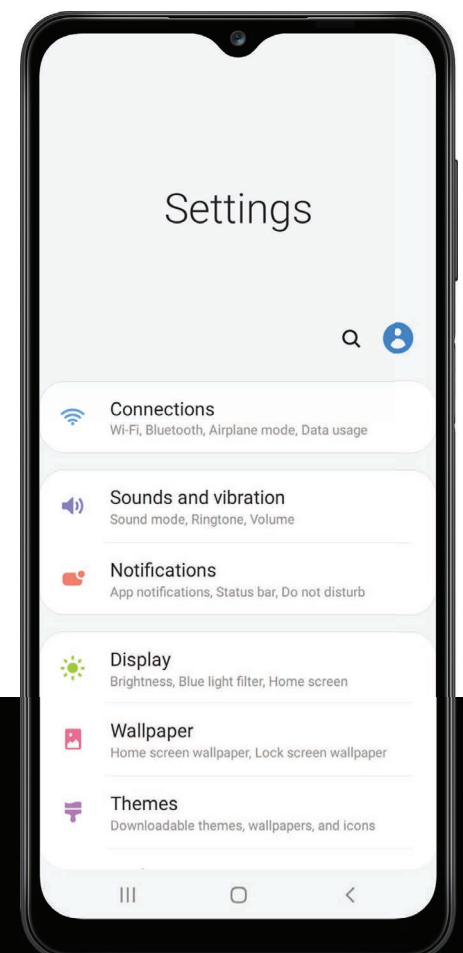 Settings
Connections
Wi-Fi, Bluetooth, Airplane mode, Data usage
Sounds and vibration
Sound mode, Ringtone, Volume
Notifications
App notifications, Status bar, Do not disturb
Display
Brightness, Blue light filter, Home screen
Wallpaper
Home screen wallpaper, Lock screen wallpaper
Themes
Downloadable themes, wallpapers, and icons